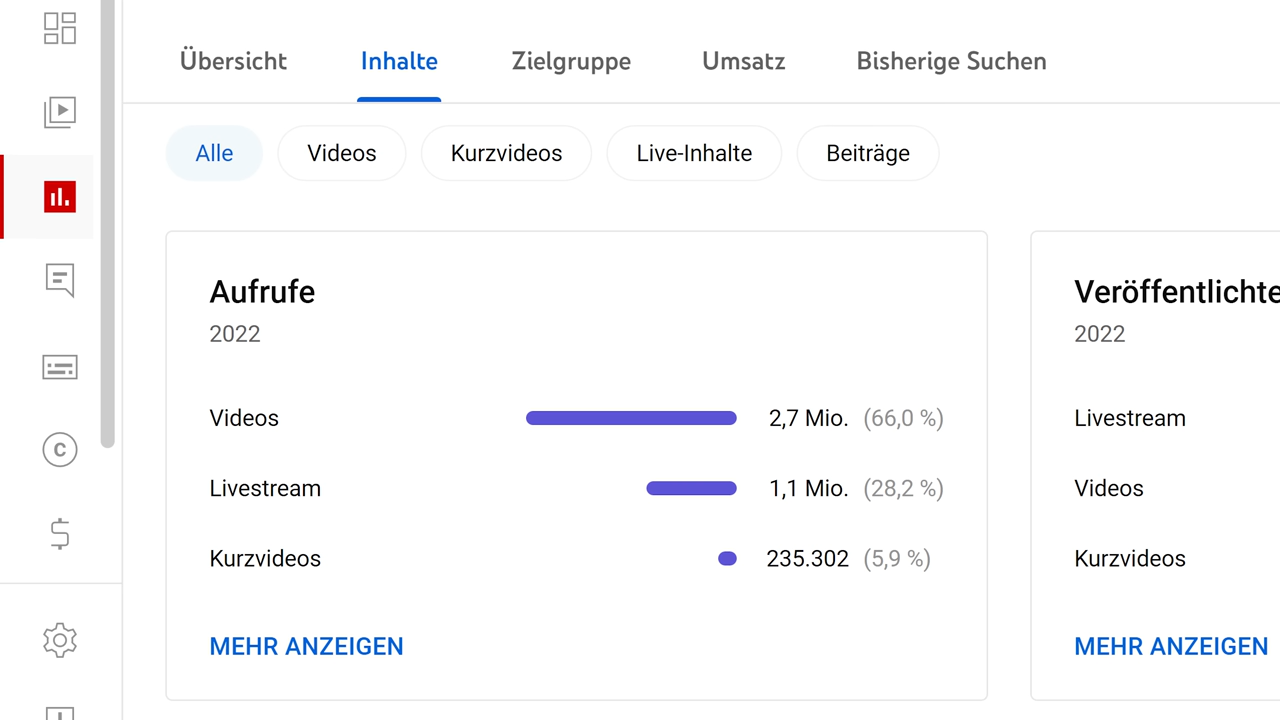 Übersicht Inhalte Zielgruppe Umsatz Bisherige Suchen
Alle Videos Kurzvideos Live-Inhalte Beiträge
Aufrufe
2022
Videos 2,7 Mio. (66,0 %)
Livestream 1,1 Mio. (28,2 %)
Kurzvideos 235.302 (5,9 %)
MEHR ANZEIGEN
Veröffentlichte
2022
Livestream
Videos
Kurzvideos
MEHR ANZEIGEN
C
$